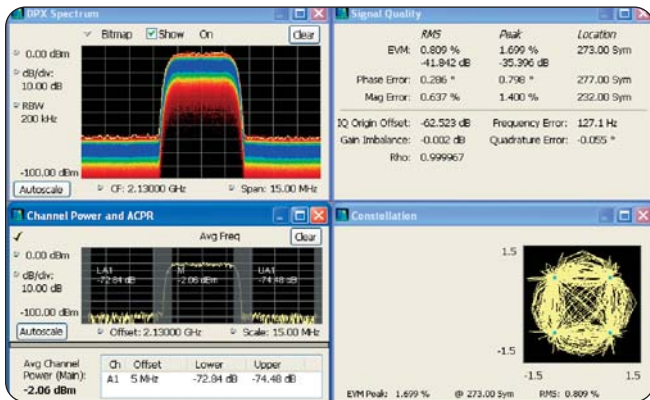 DPX Spectrum
Bitmap Show On Clear
0.00 dBm
dB/div:
10.00 dB
RBW
200 kHz
-100.00 dBm
Autoscale CF: 2.13000 GHz Span: 15.00 MHz
Signal Quality
RMS Peak Location
EVM: 0.809 % 1.699 % 273.00 Sym
-41.842 dB -35.396 dB
Phase Error: 0.286 ° 0.798 ° 277.00 Sym
Mag Error: 0.637 % 1.400 % 232.00 Sym
IQ Origin Offset: -62.523 dB Frequency Error: 127.1 Hz
Gain Imbalance: -0.002 dB Quadrature Error: -0.055 °
Rho: 0.999967
Channel Power and ACPR
Avg Freq Clear
0.00 dBm
dB/div:
10.00 dB
-100.00 dBm
LA1 M UA1
-72.84 dB -2.06 dBm -74.48 dB
Autoscale Offset: 2.13000 GHz Scale: 15.00 MHz
Avg Channel
Power (Main):
-2.06 dBm
Ch Offset Lower Upper
A1 5 MHz -72.84 dB -74.48 dB
Constellation
1.5
-1.5
-1.5 1.5
EVM Peak: 1.699 % @ 273.00 Sym RMS: 0.809 %